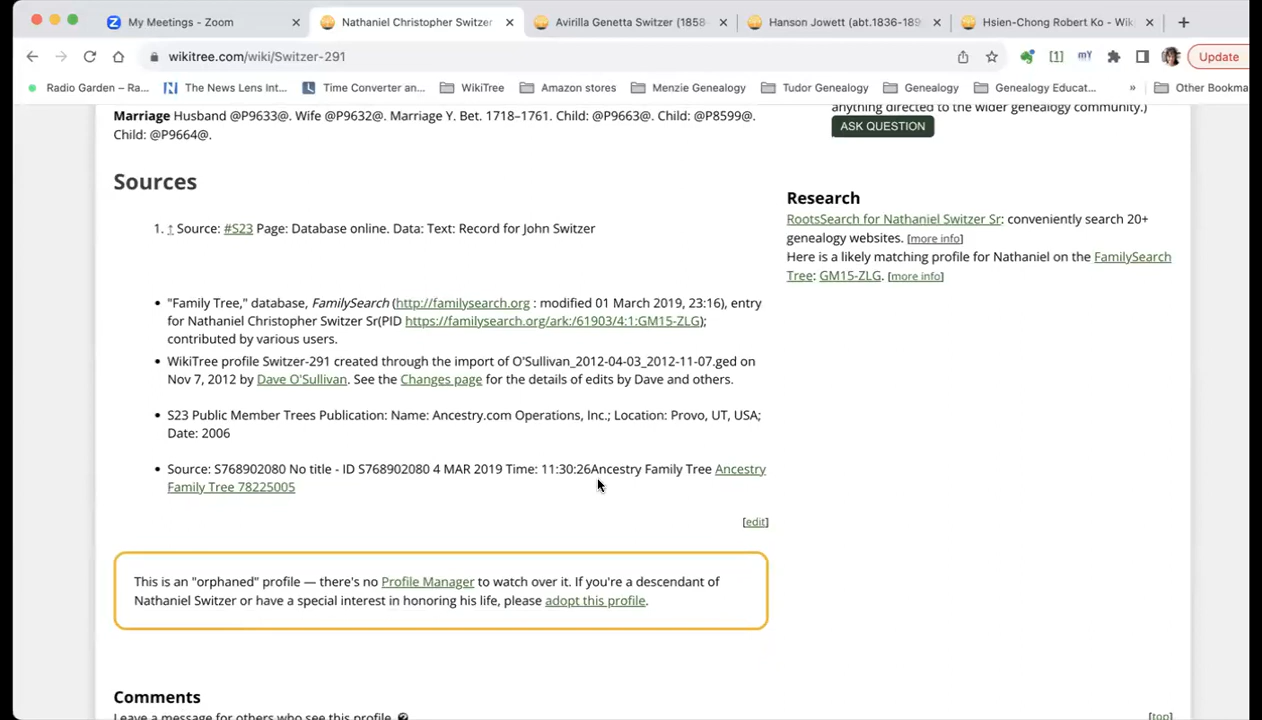 My Meetings - Zoom
Nathaniel Christopher Switzer
Avirilla Genetta Switzer (1858-
Hanson Jowett (abt.1836-189
Hsien-Chong Robert Ko - Wik
wikitree.com/wiki/Switzer-291
[1]
mY
Update
Radio Garden – Ra...
The News Lens Int...
Time Converter an...
WikiTree
Amazon stores
Menzie Genealogy
Tudor Genealogy
Genealogy
Genealogy Educat...
»
Other Bookma
anything directed to the wider genealogy community.)
ASK QUESTION
Marriage Husband @P9633@. Wife @P9632@. Marriage Y. Bet. 1718–1761. Child: @P9663@. Child: @P8599@.
Child: @P9664@.
Sources
1. ↑ Source: #S23 Page: Database online. Data: Text: Record for John Switzer
• "Family Tree," database, FamilySearch (http://familysearch.org : modified 01 March 2019, 23:16), entry
for Nathaniel Christopher Switzer Sr(PID https://familysearch.org/ark:/61903/4:1:GM15-ZLG);
contributed by various users.
• WikiTree profile Switzer-291 created through the import of O'Sullivan_2012-04-03_2012-11-07.ged on
Nov 7, 2012 by Dave O'Sullivan. See the Changes page for the details of edits by Dave and others.
• S23 Public Member Trees Publication: Name: Ancestry.com Operations, Inc.; Location: Provo, UT, USA;
Date: 2006
• Source: S768902080 No title - ID S768902080 4 MAR 2019 Time: 11:30:26Ancestry Family Tree Ancestry
Family Tree 78225005
[edit]
This is an "orphaned" profile — there's no Profile Manager to watch over it. If you're a descendant of
Nathaniel Switzer or have a special interest in honoring his life, please adopt this profile.
Comments
Leave a message for others who see this profile.
[top]
Research
RootsSearch for Nathaniel Switzer Sr: conveniently search 20+
genealogy websites. [more info]
Here is a likely matching profile for Nathaniel on the FamilySearch
Tree: GM15-ZLG. [more info]